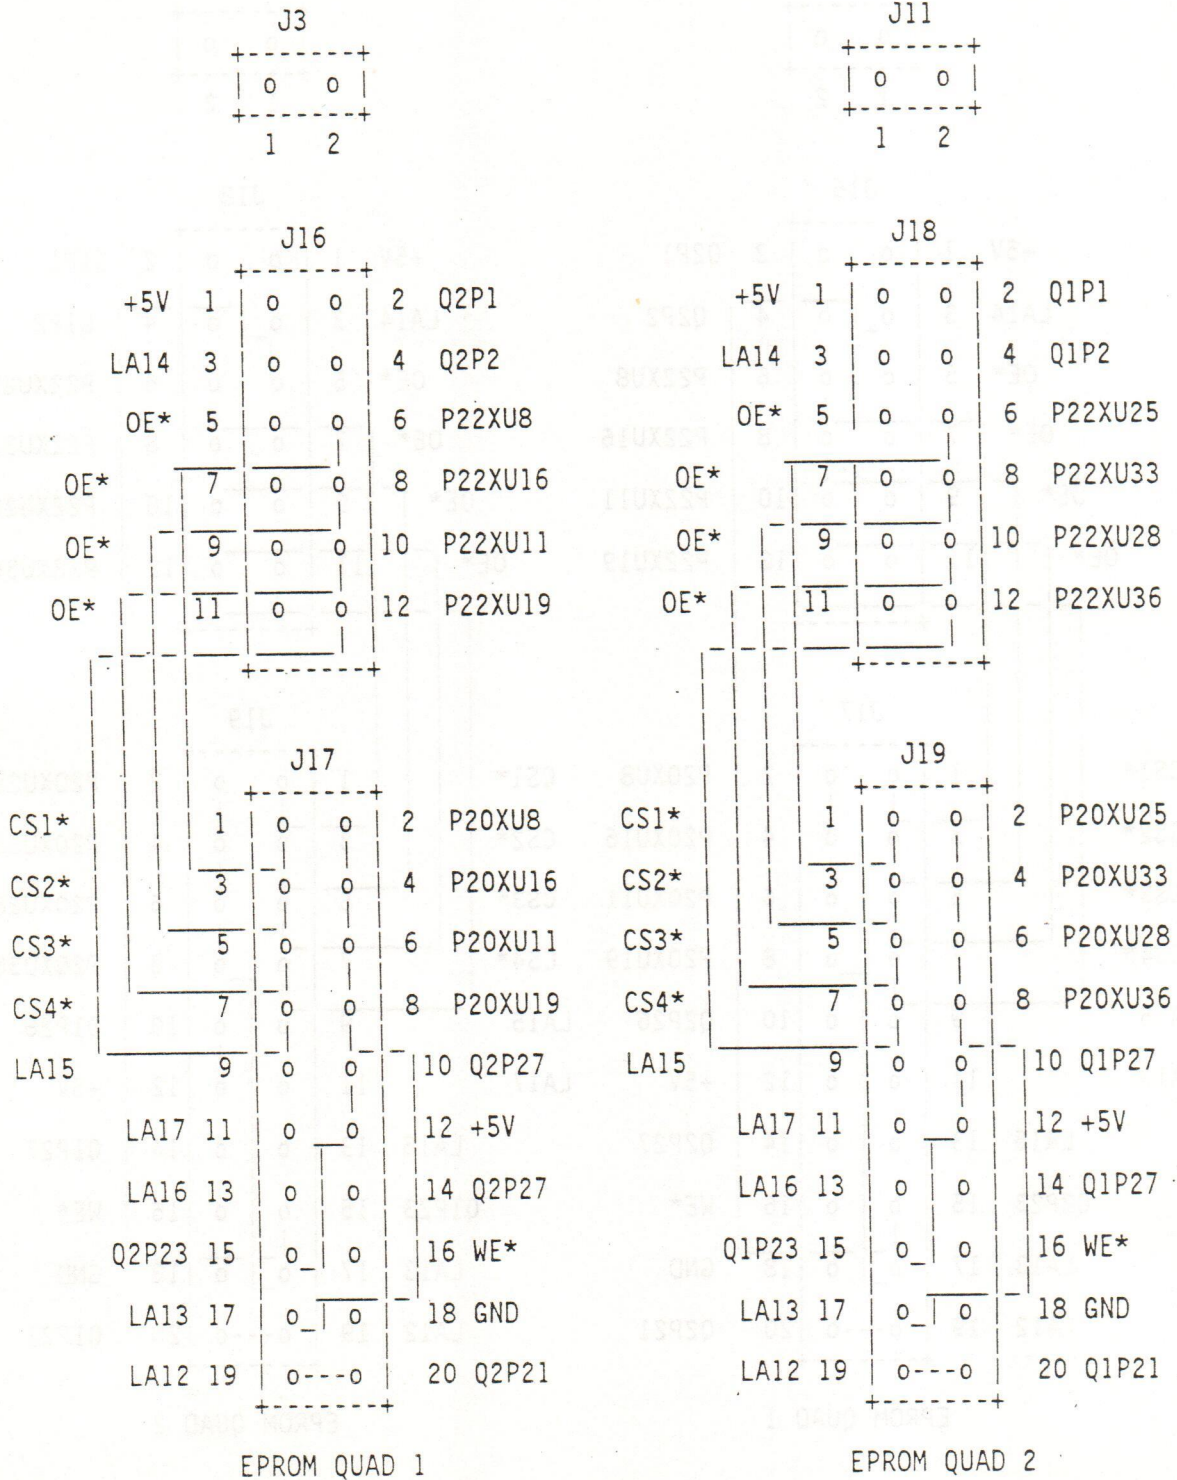 J3
o o
1 2
J16
+5V 1 o o 2 Q2P1
LA14 3 o o 4 Q2P2
OE* 5 o o 6 P22XU8
OE* 7 o o 8 P22XU16
OE* 9 o o 10 P22XU11
OE* 11 o o 12 P22XU19
J17
CS1* 1 o o 2 P20XU8
CS2* 3 o o 4 P20XU16
CS3* 5 o o 6 P20XU11
CS4* 7 o o 8 P20XU19
LA15 9 o o 10 Q2P27
LA17 11 o o 12 +5V
LA16 13 o o 14 Q2P27
Q2P23 15 o o 16 WE*
LA13 17 o o 18 GND
LA12 19 o---o 20 Q2P21
EPROM QUAD 1
J11
o o
1 2
J18
+5V 1 o o 2 Q1P1
LA14 3 o o 4 Q1P2
OE* 5 o o 6 P22XU25
OE* 7 o o 8 P22XU33
OE* 9 o o 10 P22XU28
OE* 11 o o 12 P22XU36
J19
CS1* 1 o o 2 P20XU25
CS2* 3 o o 4 P20XU33
CS3* 5 o o 6 P20XU28
CS4* 7 o o 8 P20XU36
LA15 9 o o 10 Q1P27
LA17 11 o o 12 +5V
LA16 13 o o 14 Q1P27
Q1P23 15 o o 16 WE*
LA13 17 o o 18 GND
LA12 19 o---o 20 Q1P21
EPROM QUAD 2